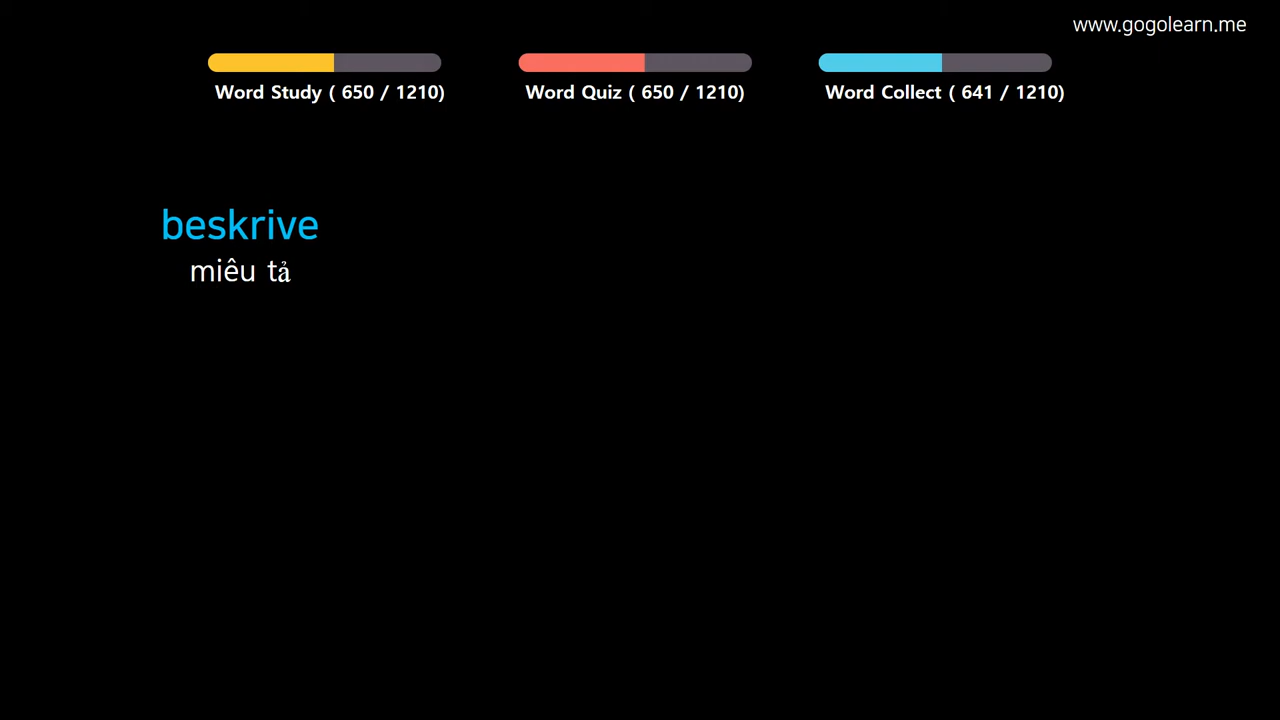 www.gogolearn.me
Word Study ( 650 / 1210)
Word Quiz ( 650 / 1210)
Word Collect ( 641 / 1210)
beskrive
miêu tả